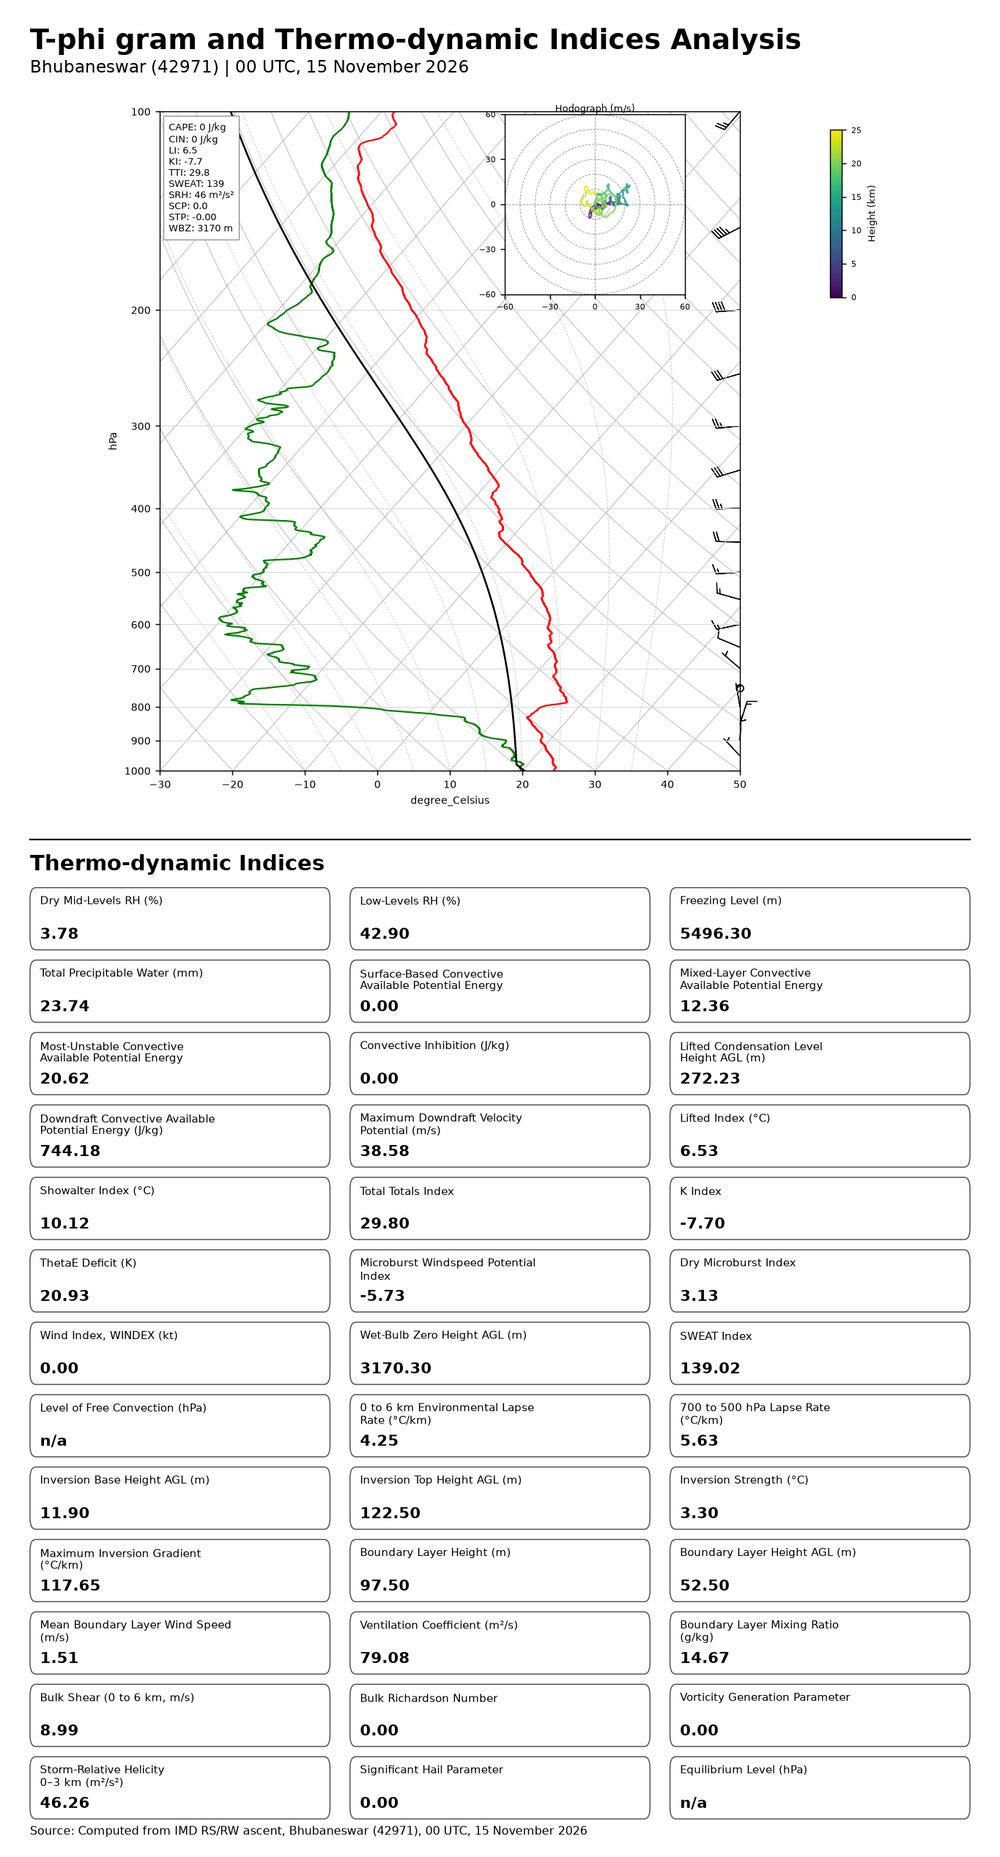 T-phi gram and Thermo-dynamic Indices Analysis
Bhubaneswar (42971) | 00 UTC, 15 November 2026
Hodograph (m/s)
CAPE: 0 J/kg
CIN: 0 J/kg
LI: 6.5
KI: -7.7
TTI: 29.8
SWEAT: 139
SRH: 46 m²/s²
SCP: 0.0
STP: -0.00
WBZ: 3170 m
60
30
0
−30
−60
−60 −30 0 30 60
25
20
15
10
5
0
Height (km)
100
200
300
400
500
600
700
800
900
1000
hPa
−30 −20 −10 0 10 20 30 40 50
degree_Celsius
Thermo-dynamic Indices
Dry Mid-Levels RH (%)
3.78
Low-Levels RH (%)
42.90
Freezing Level (m)
5496.30
Total Precipitable Water (mm)
23.74
Surface-Based Convective
Available Potential Energy
0.00
Mixed-Layer Convective
Available Potential Energy
12.36
Most-Unstable Convective
Available Potential Energy
20.62
Convective Inhibition (J/kg)
0.00
Lifted Condensation Level
Height AGL (m)
272.23
Downdraft Convective Available
Potential Energy (J/kg)
744.18
Maximum Downdraft Velocity
Potential (m/s)
38.58
Lifted Index (°C)
6.53
Showalter Index (°C)
10.12
Total Totals Index
29.80
K Index
-7.70
ThetaE Deficit (K)
20.93
Microburst Windspeed Potential
Index
-5.73
Dry Microburst Index
3.13
Wind Index, WINDEX (kt)
0.00
Wet-Bulb Zero Height AGL (m)
3170.30
SWEAT Index
139.02
Level of Free Convection (hPa)
n/a
0 to 6 km Environmental Lapse
Rate (°C/km)
4.25
700 to 500 hPa Lapse Rate
(°C/km)
5.63
Inversion Base Height AGL (m)
11.90
Inversion Top Height AGL (m)
122.50
Inversion Strength (°C)
3.30
Maximum Inversion Gradient
(°C/km)
117.65
Boundary Layer Height (m)
97.50
Boundary Layer Height AGL (m)
52.50
Mean Boundary Layer Wind Speed
(m/s)
1.51
Ventilation Coefficient (m²/s)
79.08
Boundary Layer Mixing Ratio
(g/kg)
14.67
Bulk Shear (0 to 6 km, m/s)
8.99
Bulk Richardson Number
0.00
Vorticity Generation Parameter
0.00
Storm-Relative Helicity
0–3 km (m²/s²)
46.26
Significant Hail Parameter
0.00
Equilibrium Level (hPa)
n/a
Source: Computed from IMD RS/RW ascent, Bhubaneswar (42971), 00 UTC, 15 November 2026